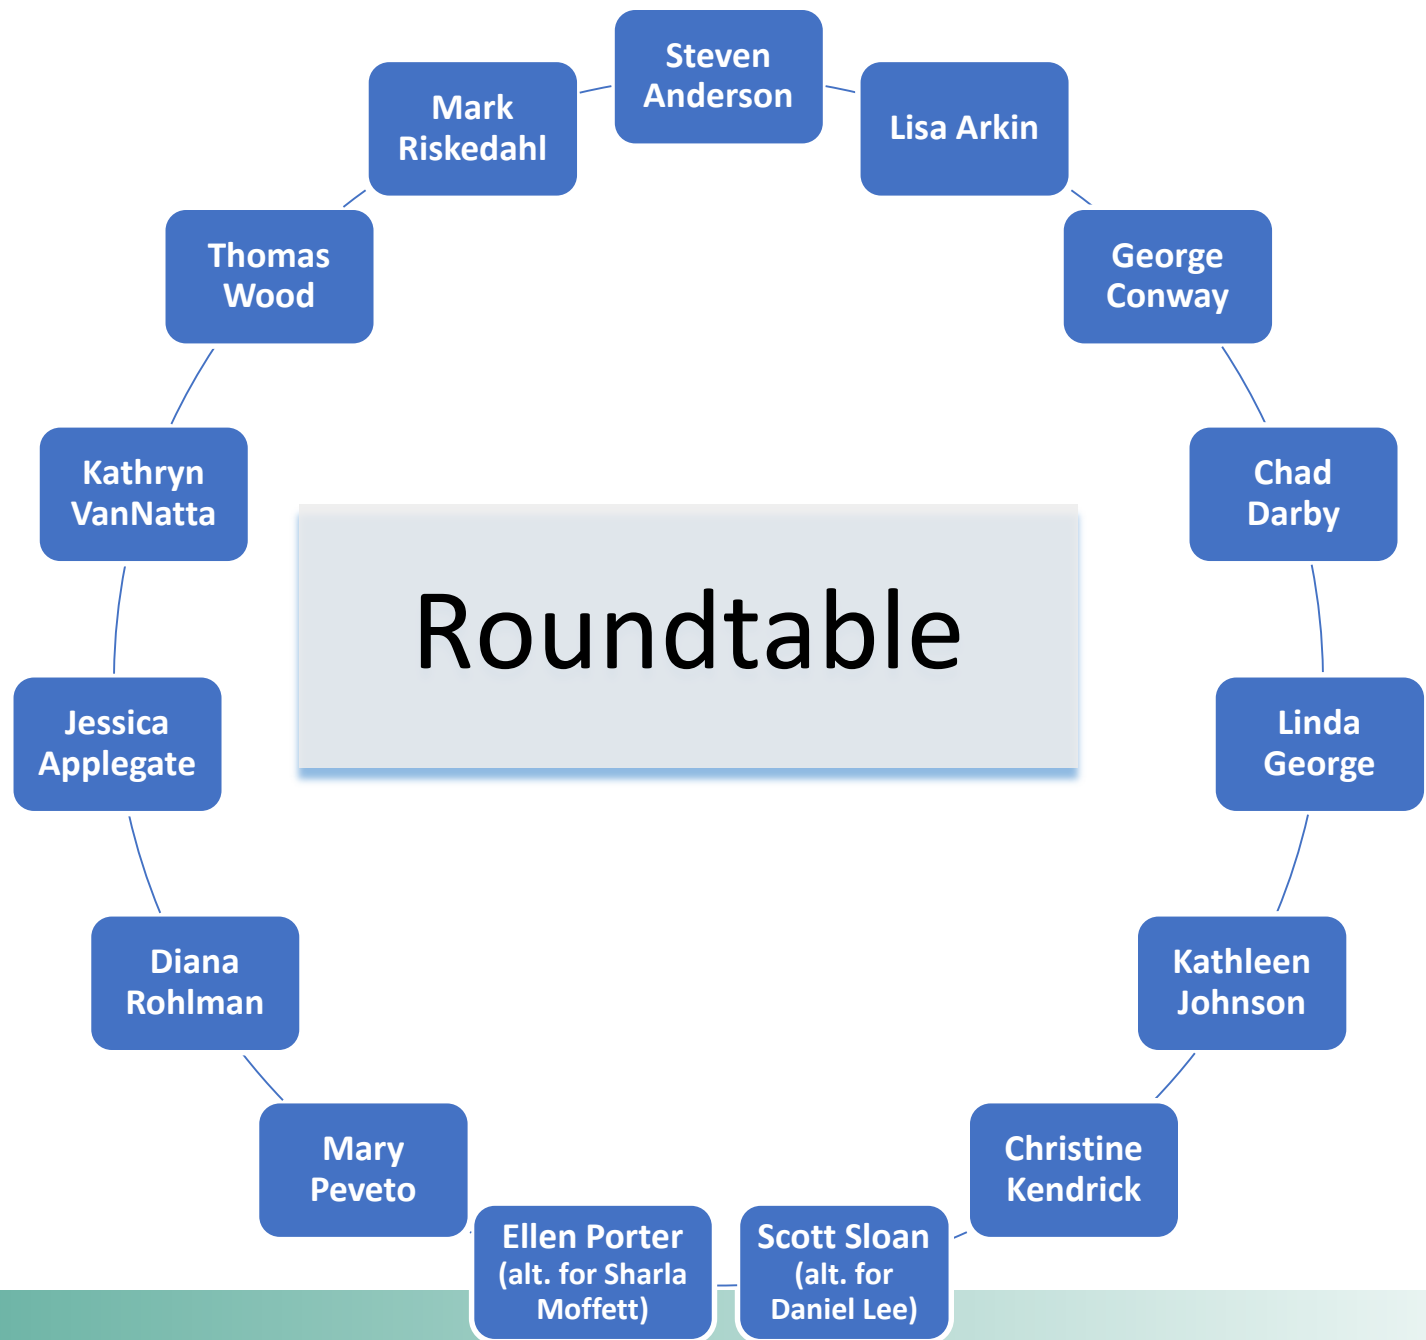 Steven
Anderson
Lisa Arkin
George
Conway
Chad
Darby
Linda
George
Kathleen
Johnson
Christine
Kendrick
Scott Sloan
(alt. for
Daniel Lee)
Ellen Porter
(alt. for Sharla
Moffett)
Mary
Peveto
Diana
Rohlman
Jessica
Applegate
Kathryn
VanNatta
Thomas
Wood
Mark
Riskedahl
Roundtable